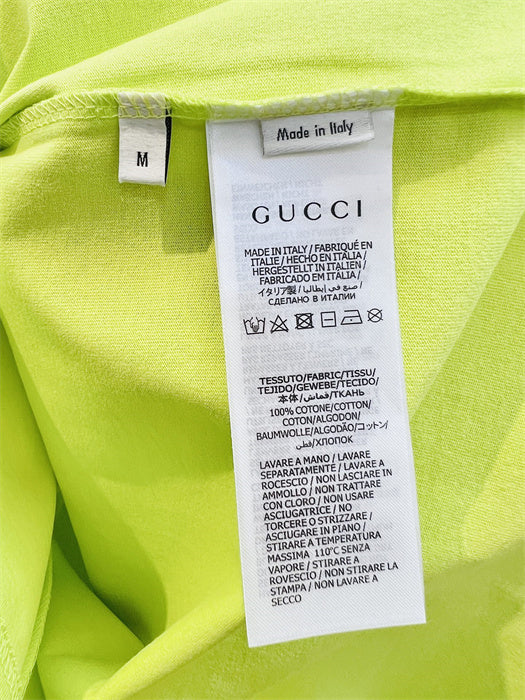 M
Made in Italy
GUCCI
MADE IN ITALY / FABRIQUÉ EN
ITALIE / HECHO EN ITALIA /
HERGESTELLT IN ITALIEN /
FABRICADO EM ITÁLIA /
イタリア製 / صنع في إيطاليا /
СДЕЛАНО В ИТАЛИИ
TESSUTO/FABRIC/TISSU/
TEJIDO/GEWEBE/TECIDO/
本体/قماش/ТКАНЬ
100% COTONE/COTTON/
COTON/ALGODON/
BAUMWOLLE/ALGODÃO/コットン/
قطن/ХЛОПОК
LAVARE A MANO / LAVARE
SEPARATAMENTE / LAVARE A
ROCESCIO / NON LASCIARE IN
AMMOLLO / NON TRATTARE
CON CLORO / NON USARE
ASCIUGATRICE / NO
TORCERE O STRIZZARE /
ASCIUGARE IN PIANO /
STIRARE A TEMPERATURA
MASSIMA 110°C SENZA
VAPORE / STIRARE A
ROVESCIO / NON STIRARE LA
STAMPA / NON LAVARE A
SECCO